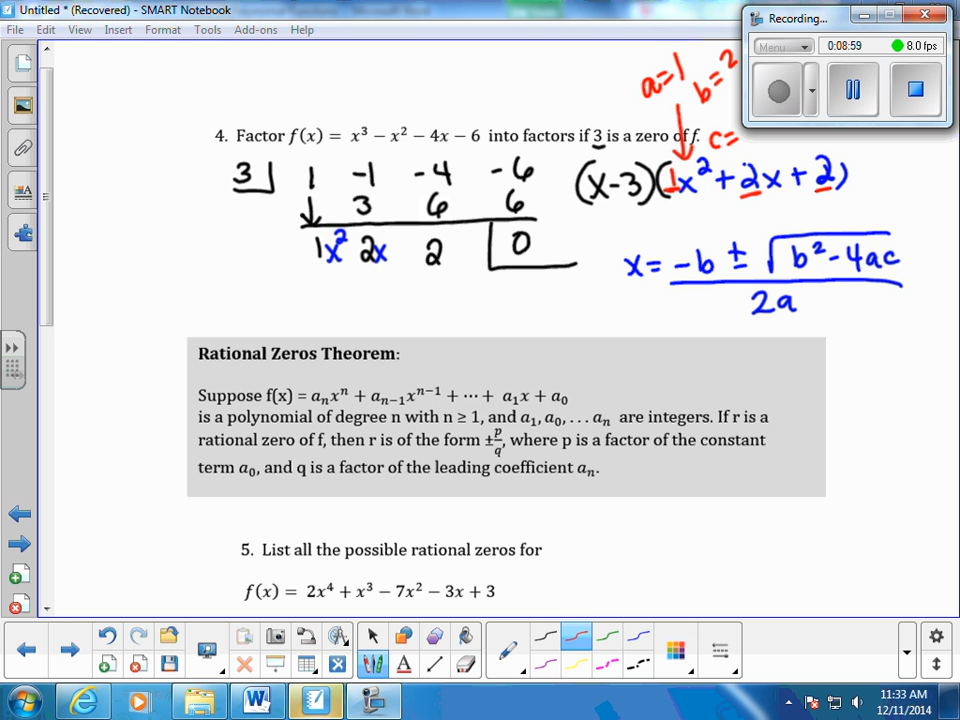 Untitled * (Recovered) - SMART Notebook
File Edit View Insert Format Tools Add-ons Help
Recording...
Menu
0:08:59
8.0 fps
a=1
b=2
c=
4. Factor f(x) = x³ − x² − 4x − 6 into factors if 3 is a zero of f.
3 1 -1 -4 -6
3 6 6
1x² 2x 2 0
(x-3)(1x²+2x+2)
x = -b ± √b²-4ac
2a
Rational Zeros Theorem:
Suppose f(x) = aₙxⁿ + aₙ₋₁xⁿ⁻¹ + ⋯ + a₁x + a₀
is a polynomial of degree n with n ≥ 1, and a₁, a₀, . . . aₙ are integers. If r is a
rational zero of f, then r is of the form ±p/q, where p is a factor of the constant
term a₀, and q is a factor of the leading coefficient aₙ.
5. List all the possible rational zeros for
f(x) = 2x⁴ + x³ − 7x² − 3x + 3
11:33 AM
12/11/2014